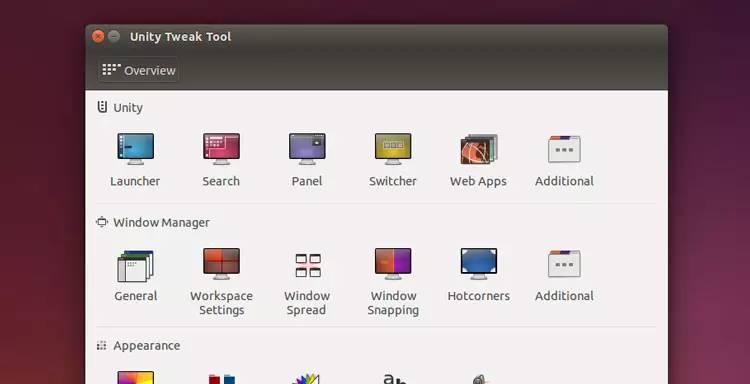 Unity Tweak Tool
Overview
Unity
Launcher Search Panel Switcher Web Apps Additional
Window Manager
General Workspace Settings Window Spread Window Snapping Hotcorners Additional
Appearance